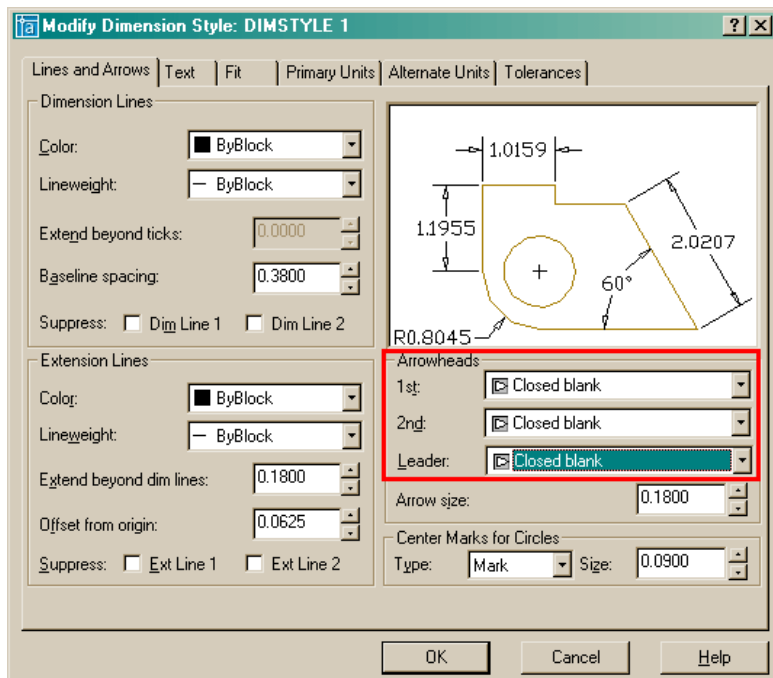 Modify Dimension Style: DIMSTYLE 1
Lines and Arrows Text Fit Primary Units Alternate Units Tolerances
Dimension Lines
Color: ByBlock
Lineweight: ByBlock
Extend beyond ticks: 0.0000
Baseline spacing: 0.3800
Suppress: Dim Line 1 Dim Line 2
Extension Lines
Color: ByBlock
Lineweight: ByBlock
Extend beyond dim lines: 0.1800
Offset from origin: 0.0625
Suppress: Ext Line 1 Ext Line 2
1.0159
1.1955
2.0207
60°
R0.8045
Arrowheads
1st: Closed blank
2nd: Closed blank
Leader: Closed blank
Arrow size: 0.1800
Center Marks for Circles
Type: Mark Size: 0.0900
OK Cancel Help